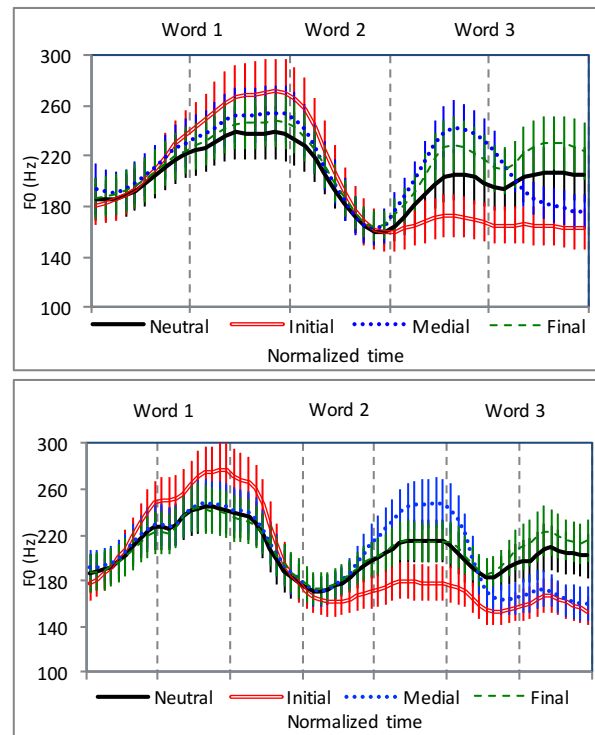 Word 1 Word 2 Word 3
300
260
220
180
140
100
F0 (Hz)
Neutral Initial Medial Final
Normalized time
Word 1 Word 2 Word 3
300
260
220
180
140
100
F0 (Hz)
Neutral Initial Medial Final
Normalized time